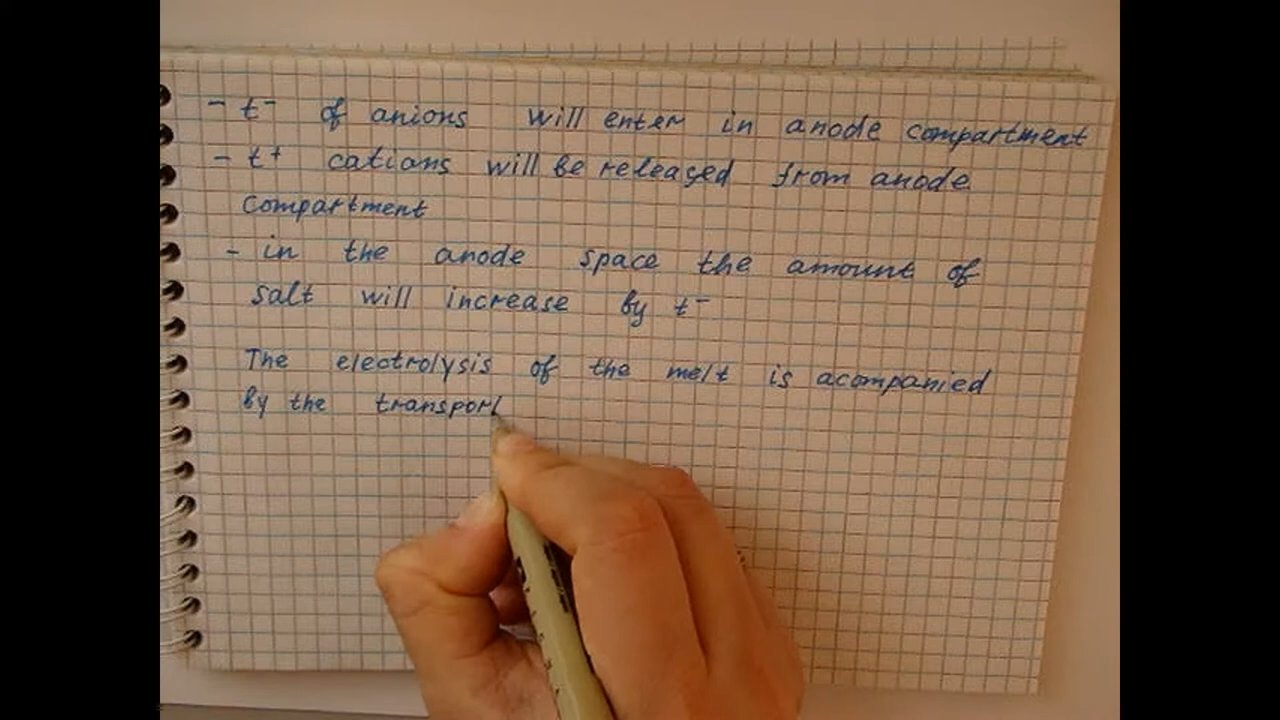 - t⁻ of anions will enter in anode compartment
- t⁺ cations will be released from anode
compartment
- in the anode space the amount of
salt will increase by t⁻
The electrolysis of the melt is acompanied
by the transport